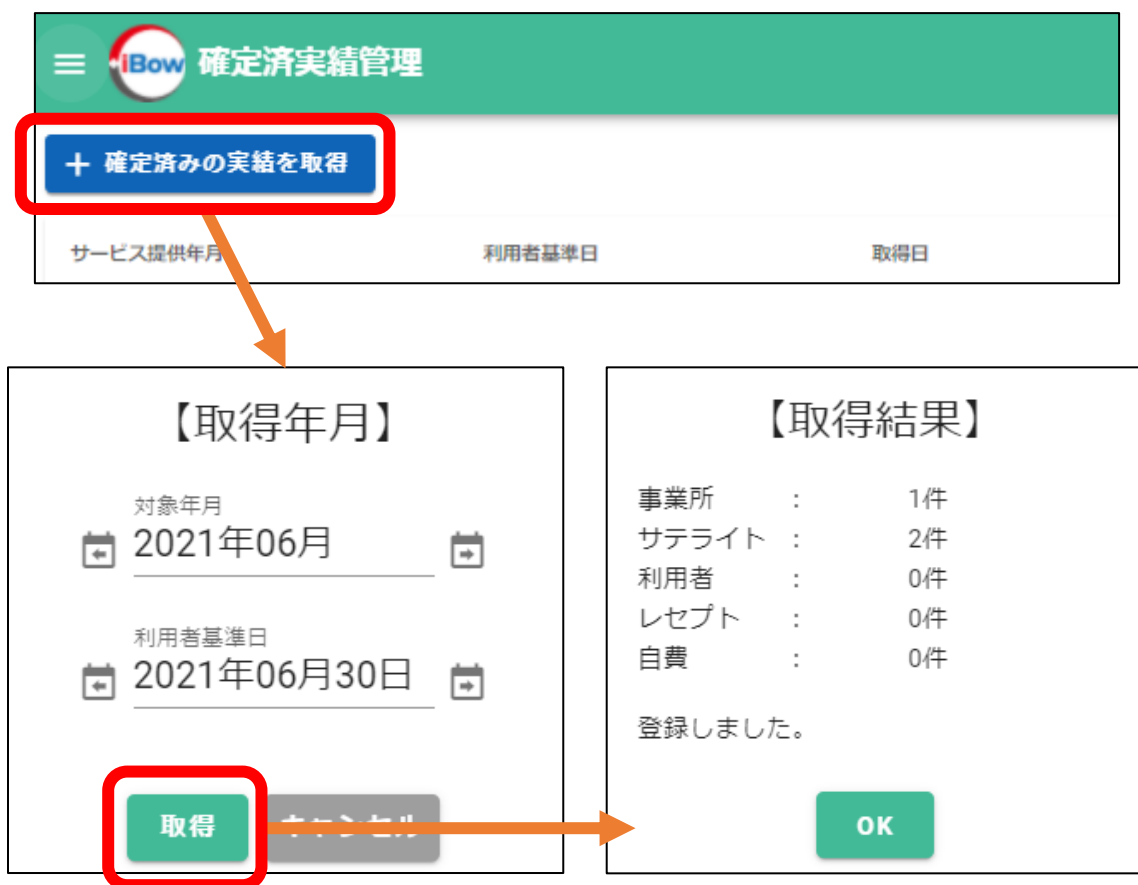 iBow 確定済実績管理
＋ 確定済みの実績を取得
サービス提供年月 利用者基準日 取得日
【取得年月】
対象年月
2021年06月
利用者基準日
2021年06月30日
取得 キャンセル
【取得結果】
事業所 : 1件
サテライト : 2件
利用者 : 0件
レセプト : 0件
自費 : 0件
登録しました。
OK